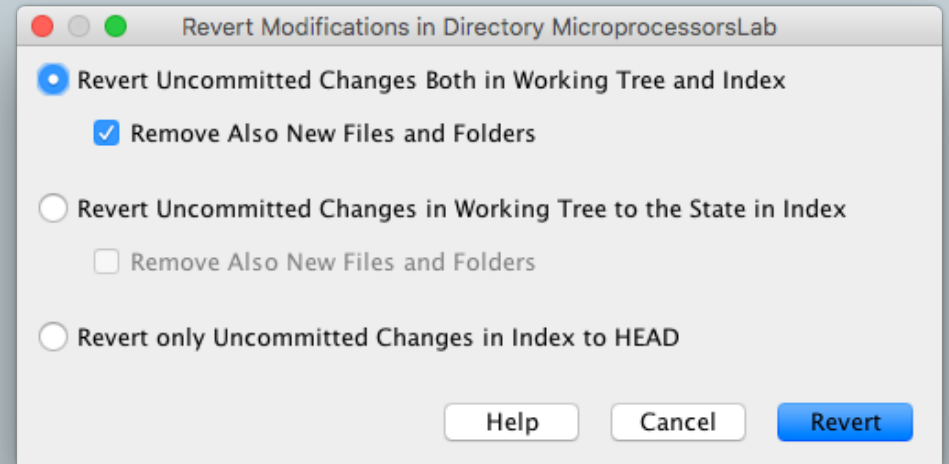 Revert Modifications in Directory MicroprocessorsLab
Revert Uncommitted Changes Both in Working Tree and Index
Remove Also New Files and Folders
Revert Uncommitted Changes in Working Tree to the State in Index
Remove Also New Files and Folders
Revert only Uncommitted Changes in Index to HEAD
Help Cancel Revert